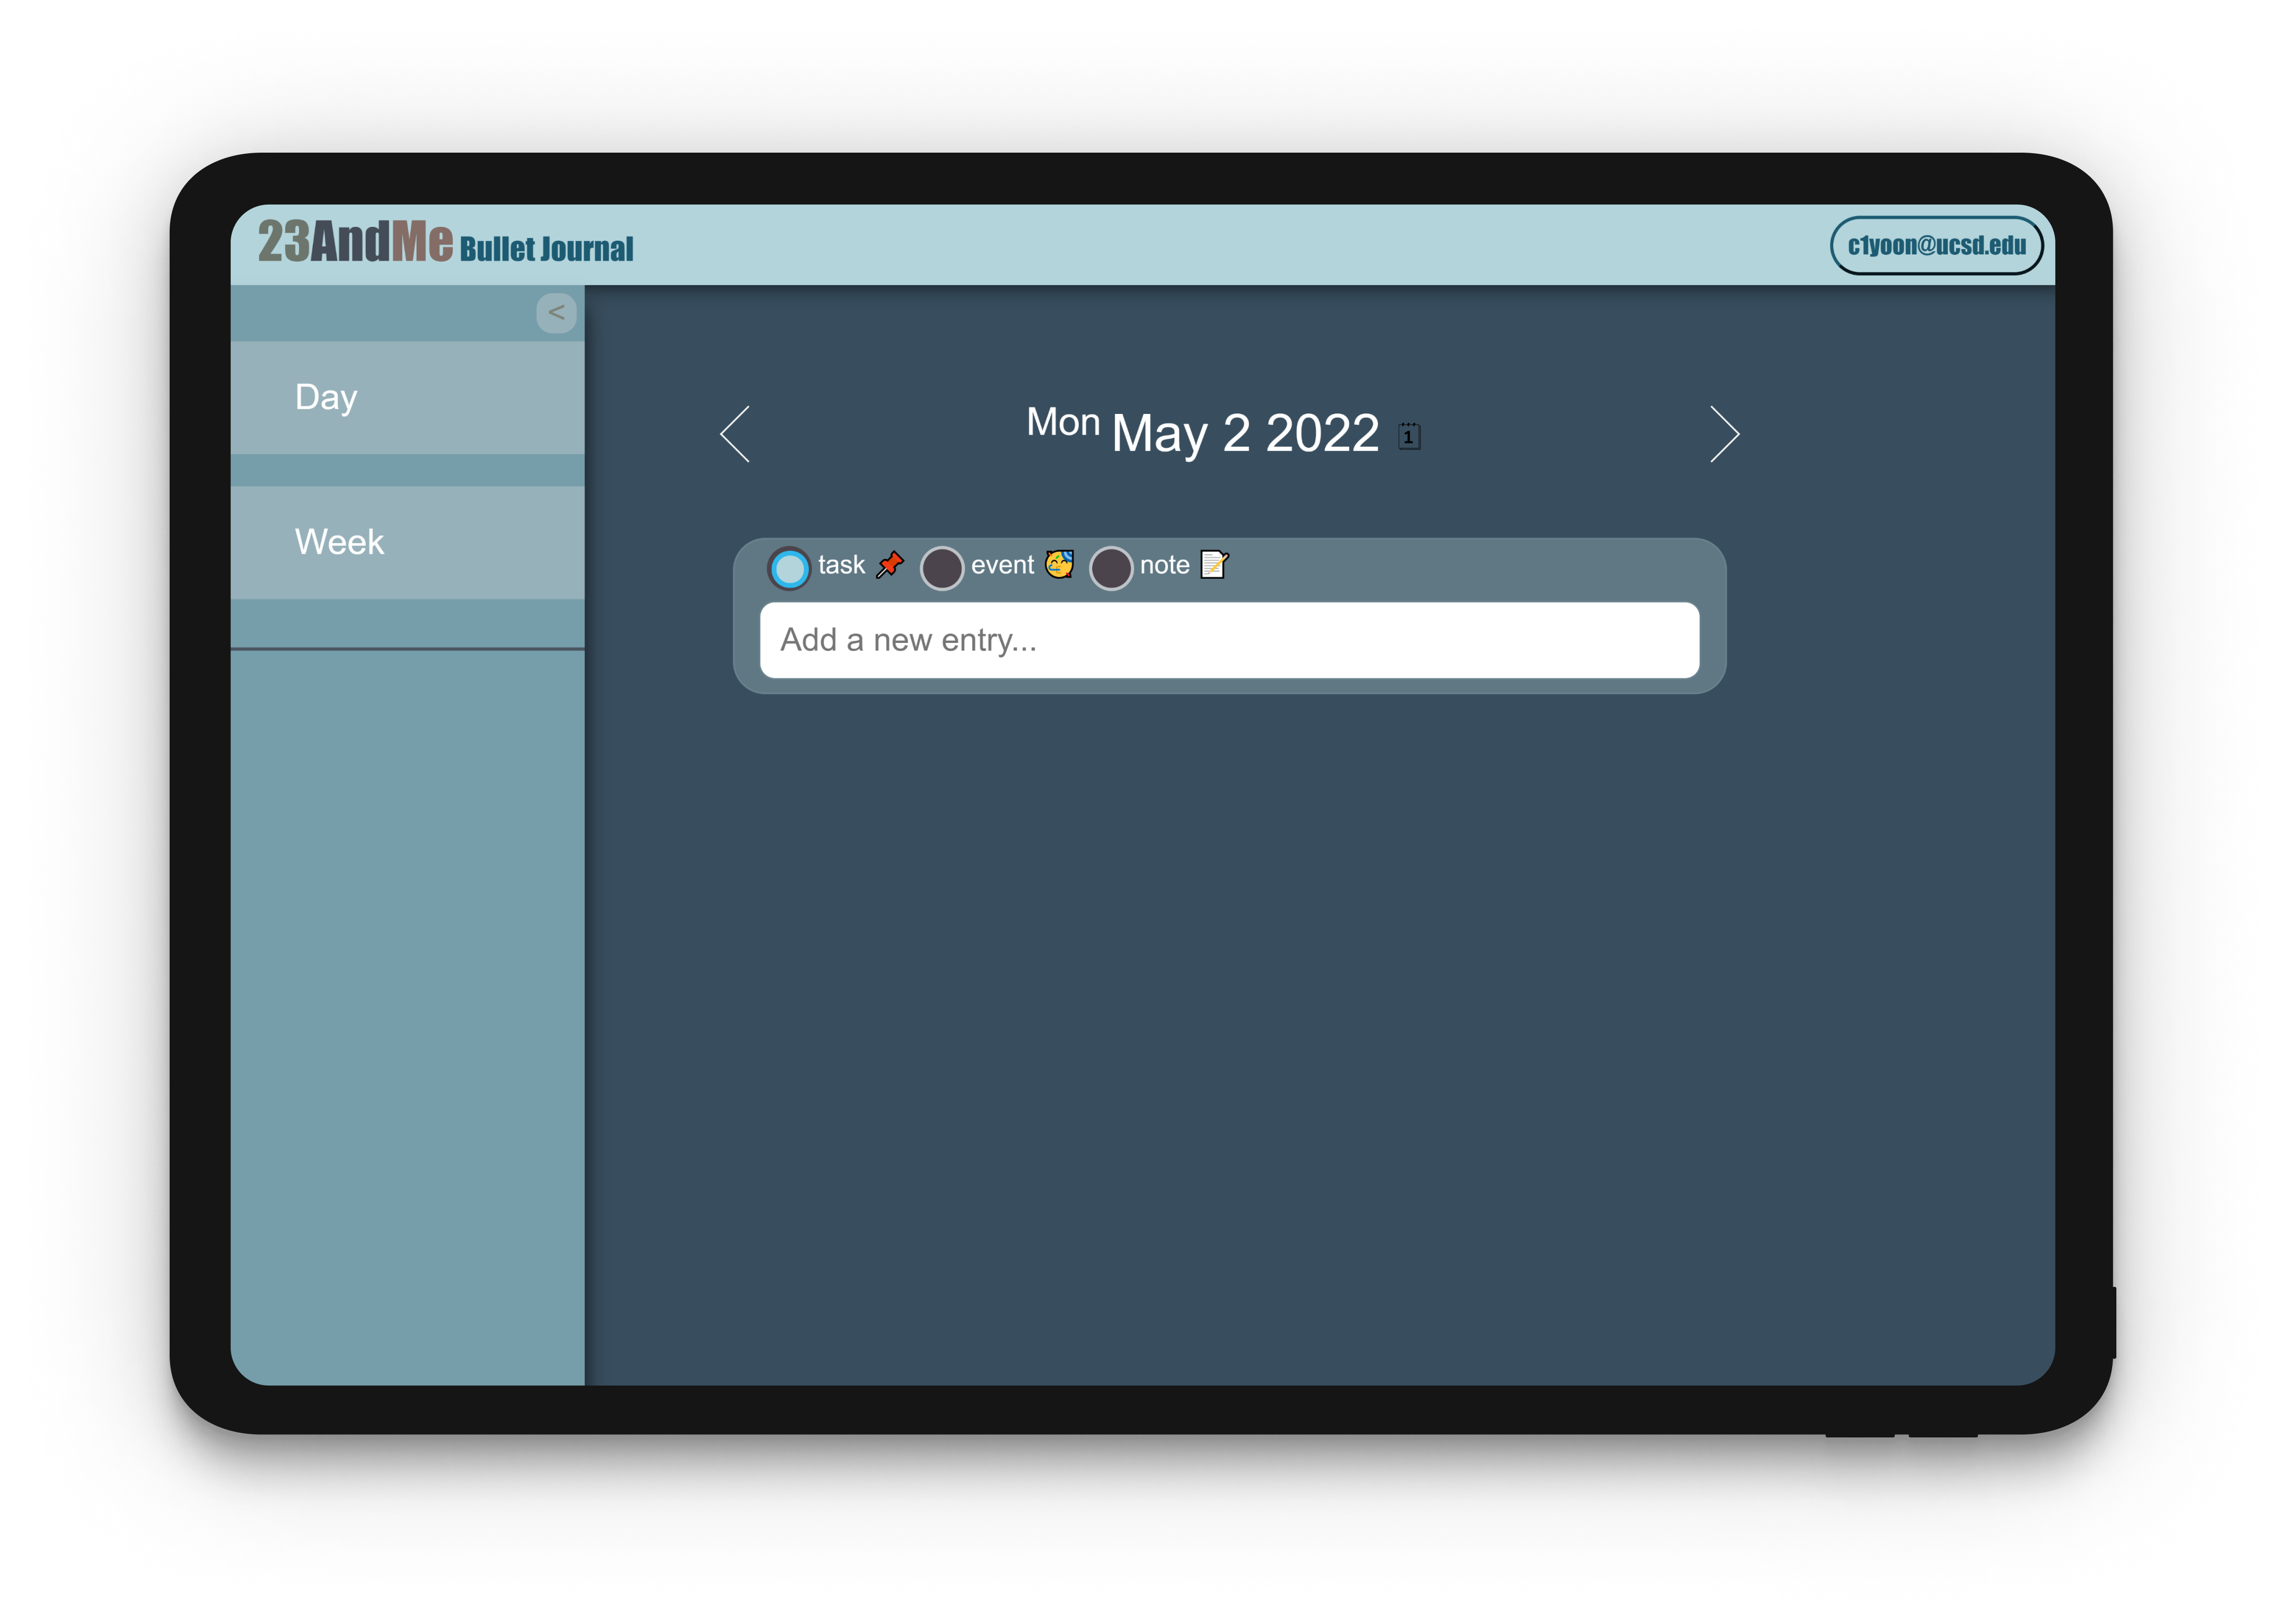 23AndMe Bullet Journal
c1yoon@ucsd.edu
<
Day
Week
Mon May 2 2022 🗓
task 📌 event 🥳 note 📝
Add a new entry...